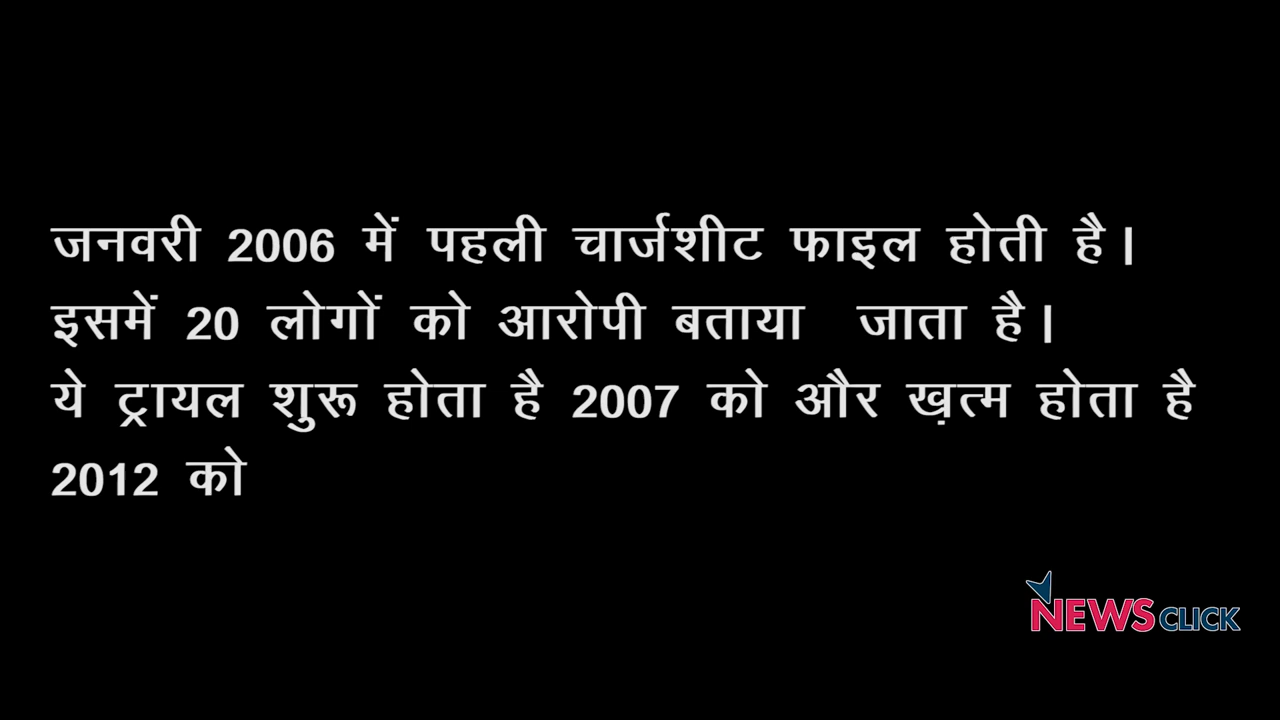 जनवरी 2006 में पहली चार्जशीट फाइल होती है।
इसमें 20 लोगों को आरोपी बताया जाता है।
ये ट्रायल शुरू होता है 2007 को और ख़त्म होता है
2012 को
NEWSCLICK